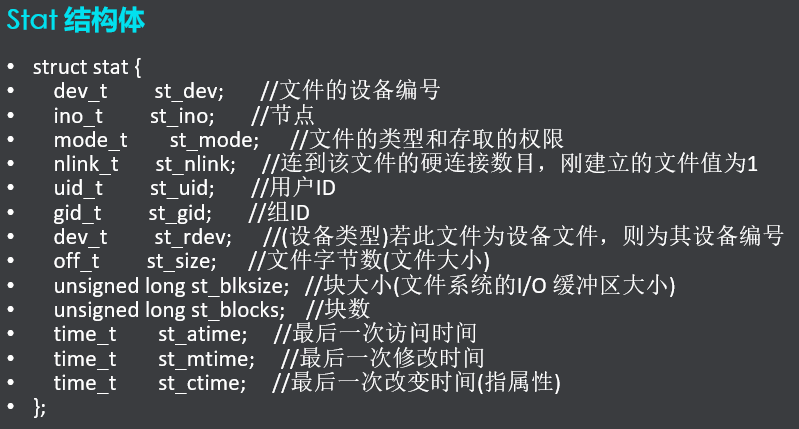 Stat 结构体
• struct stat {
• dev_t st_dev; //文件的设备编号
• ino_t st_ino; //节点
• mode_t st_mode; //文件的类型和存取的权限
• nlink_t st_nlink; //连到该文件的硬连接数目，刚建立的文件值为1
• uid_t st_uid; //用户ID
• gid_t st_gid; //组ID
• dev_t st_rdev; //(设备类型)若此文件为设备文件，则为其设备编号
• off_t st_size; //文件字节数(文件大小)
• unsigned long st_blksize; //块大小(文件系统的I/O 缓冲区大小)
• unsigned long st_blocks; //块数
• time_t st_atime; //最后一次访问时间
• time_t st_mtime; //最后一次修改时间
• time_t st_ctime; //最后一次改变时间(指属性)
• };